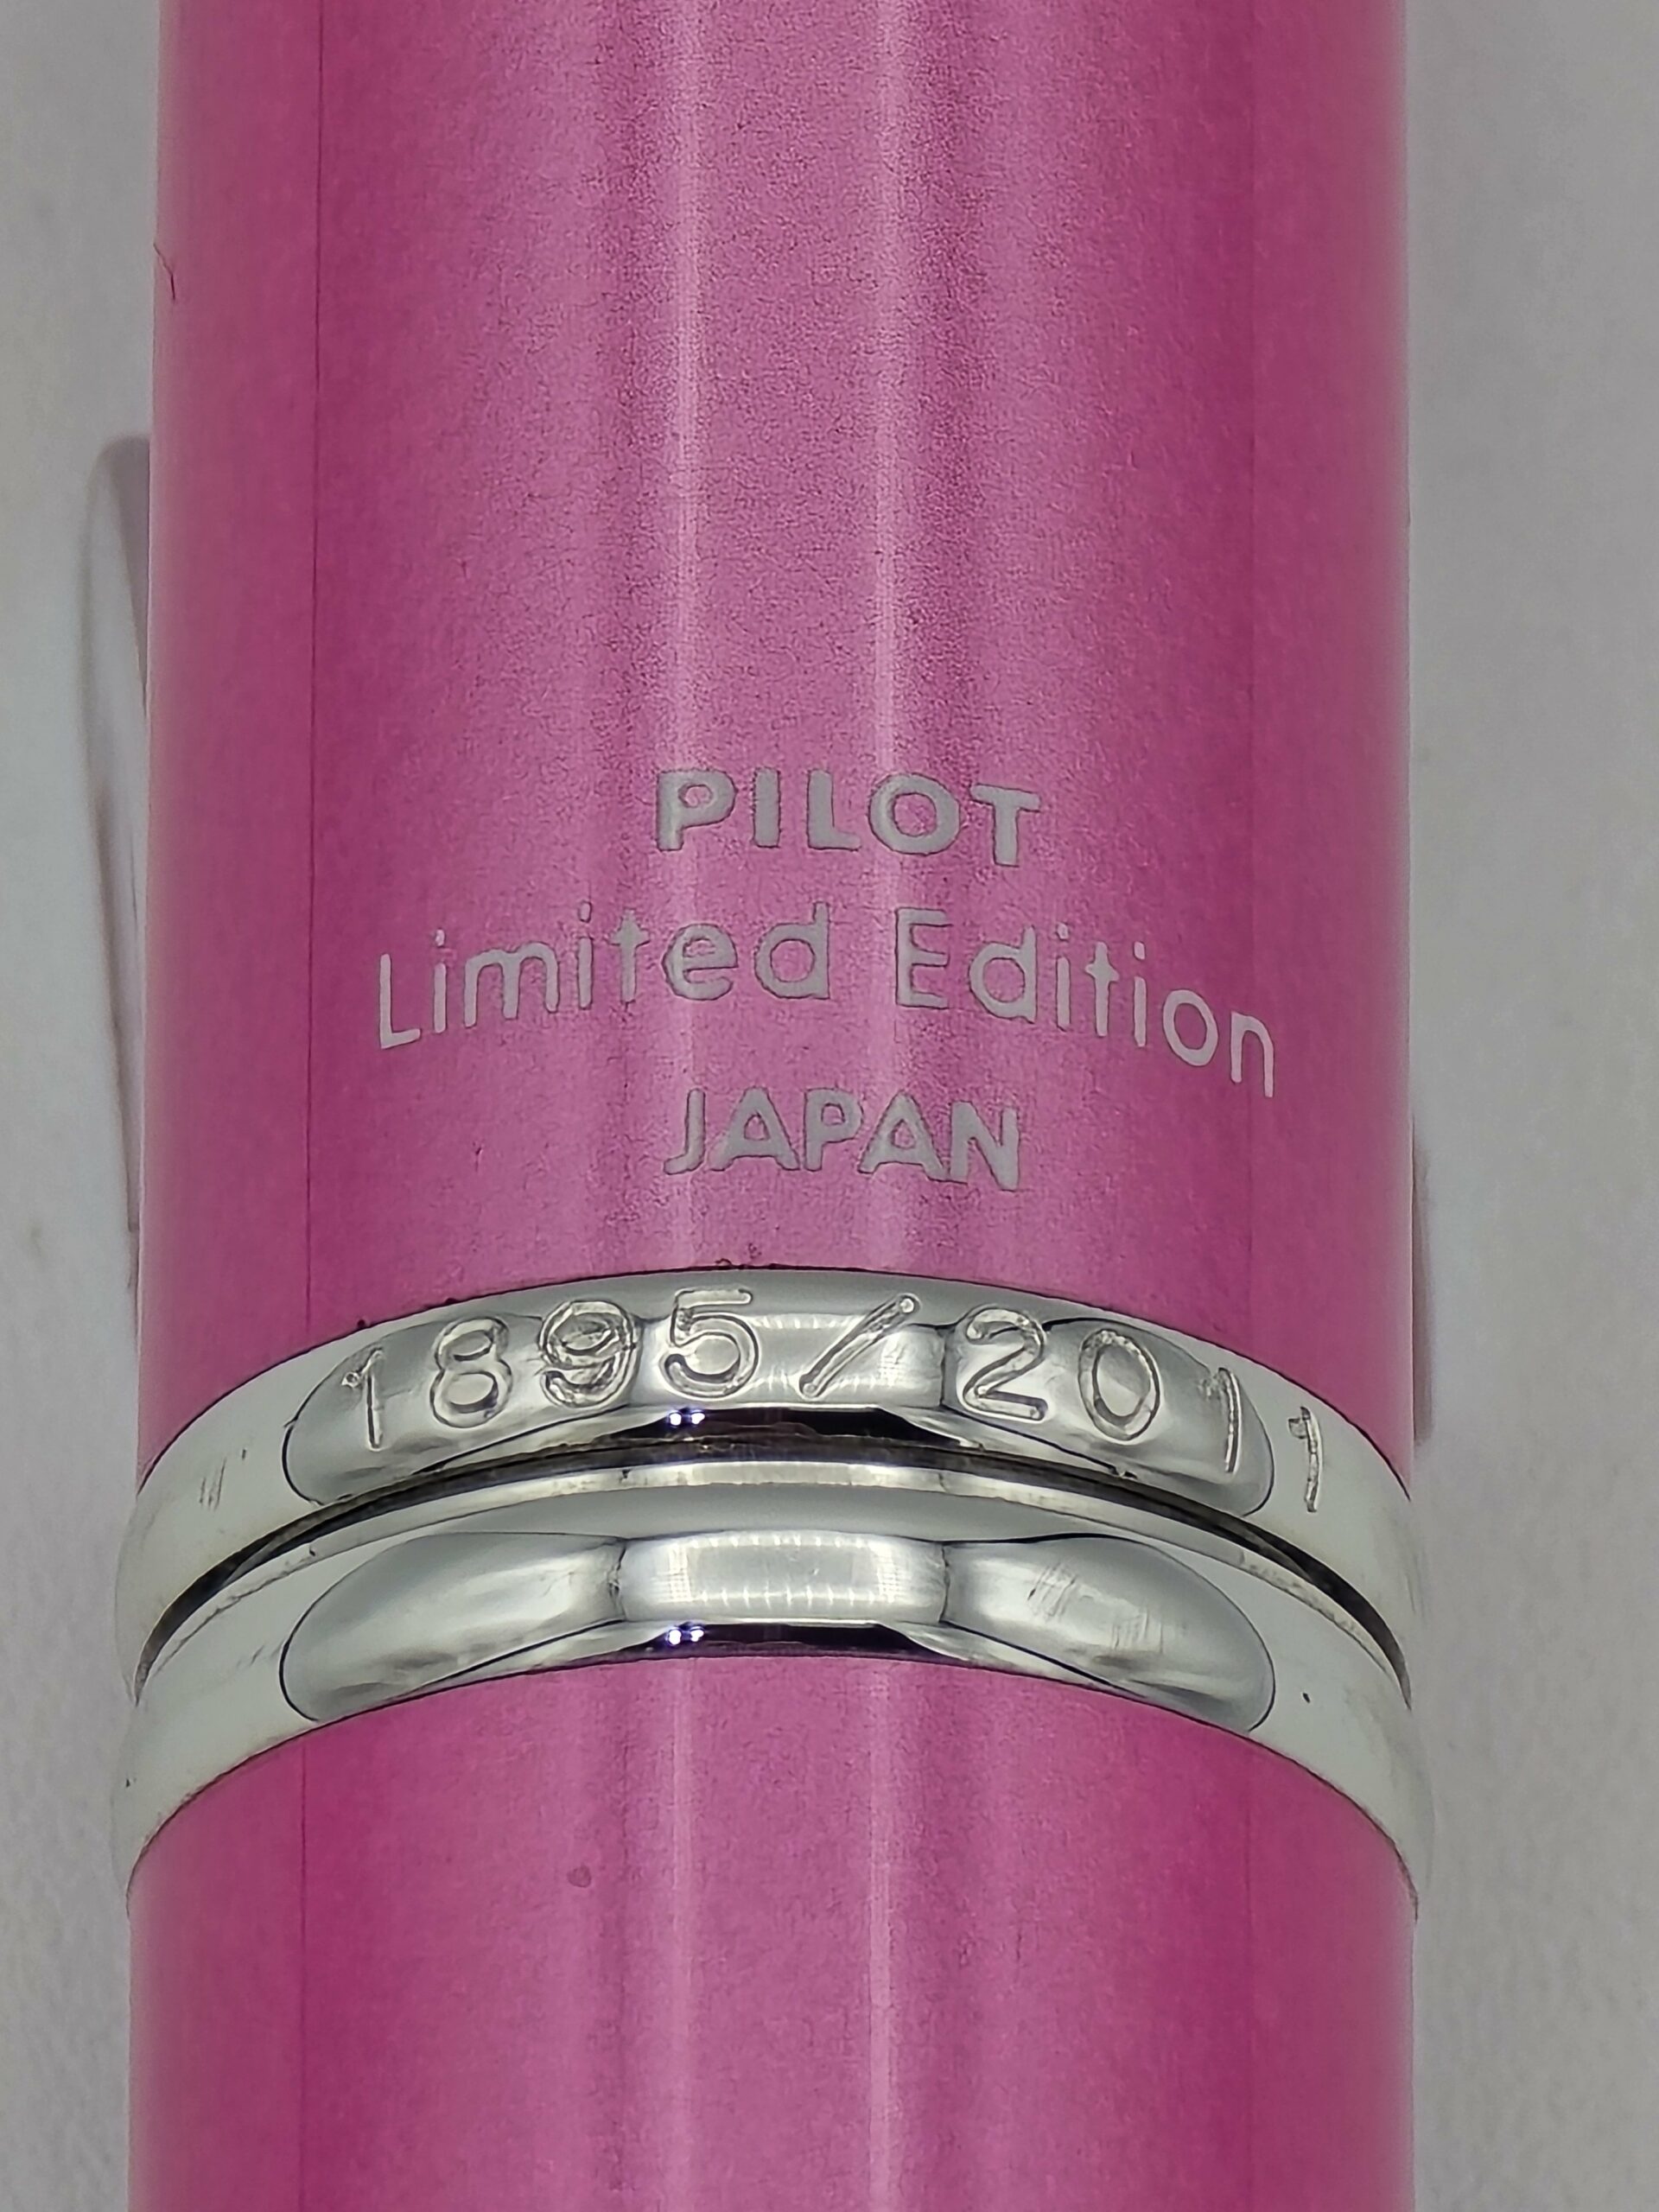 PILOT
Limited Edition
JAPAN
1895/2011